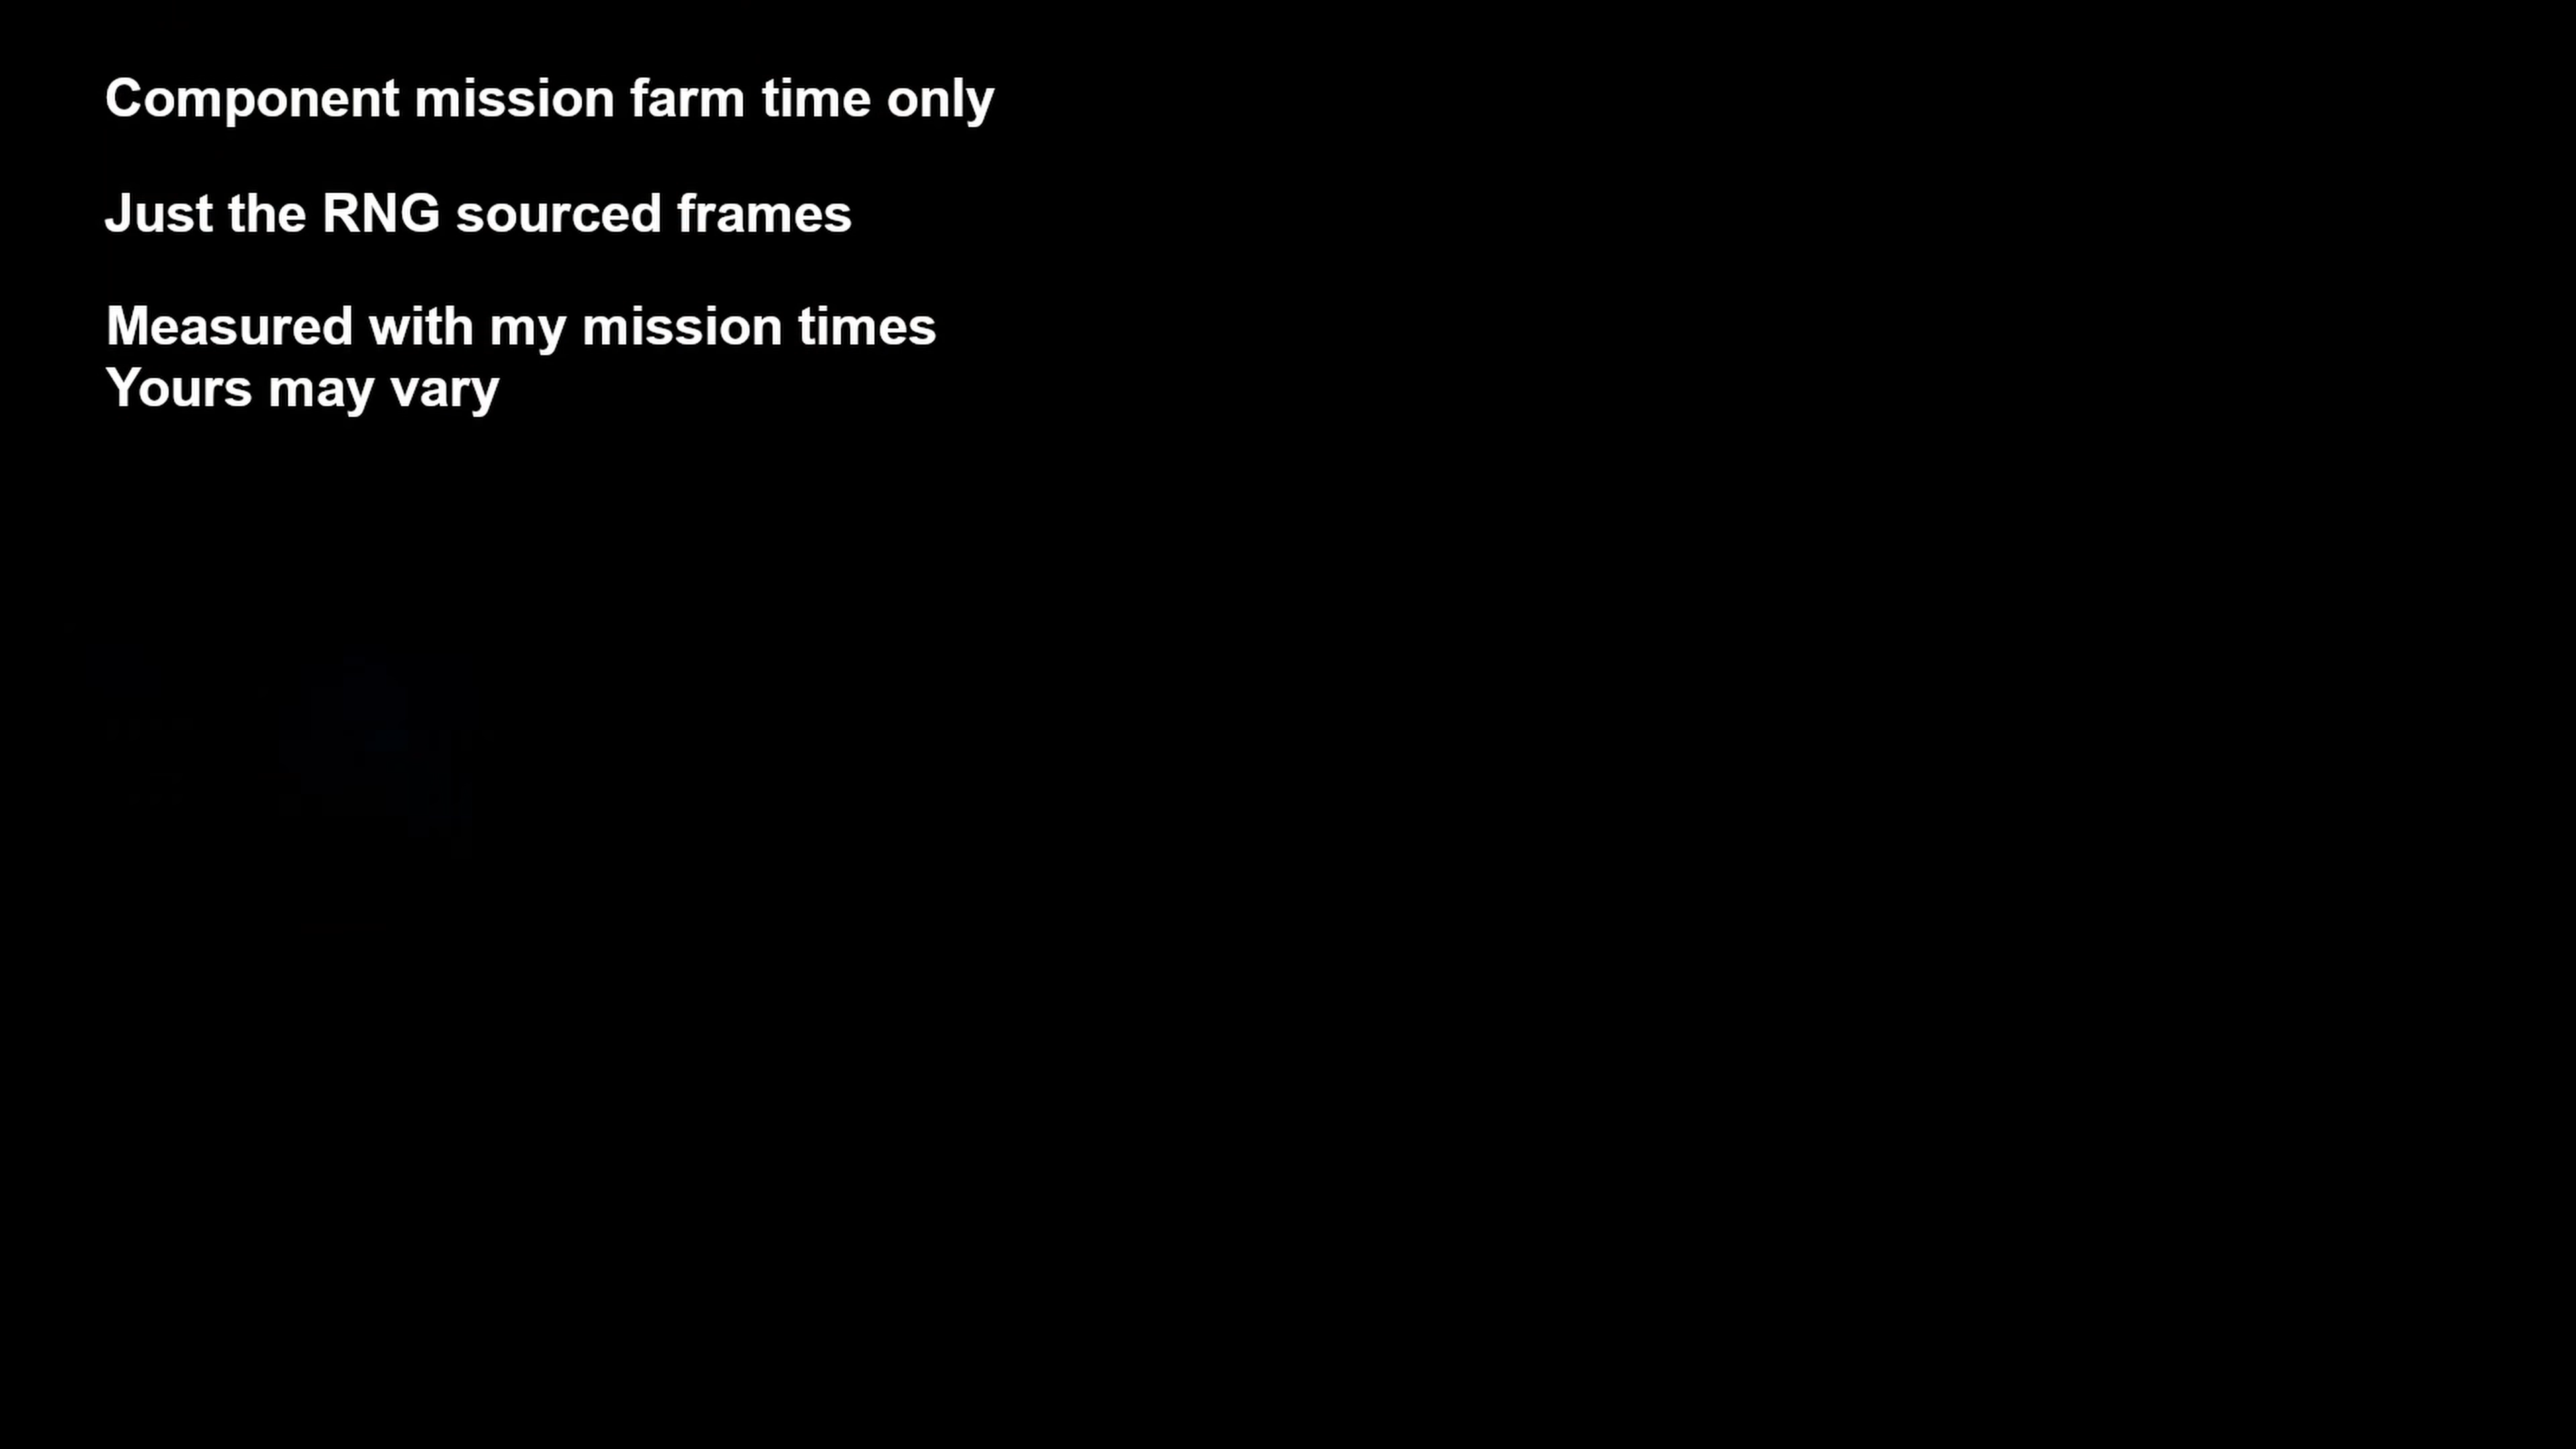 Component mission farm time only
Just the RNG sourced frames
Measured with my mission times
Yours may vary